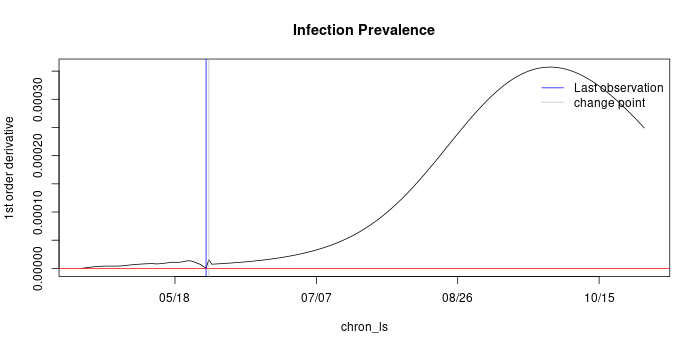 Infection Prevalence
1st order derivative
0.00000
0.00010
0.00020
0.00030
Last observation
change point
05/18
07/07
08/26
10/15
chron_ls